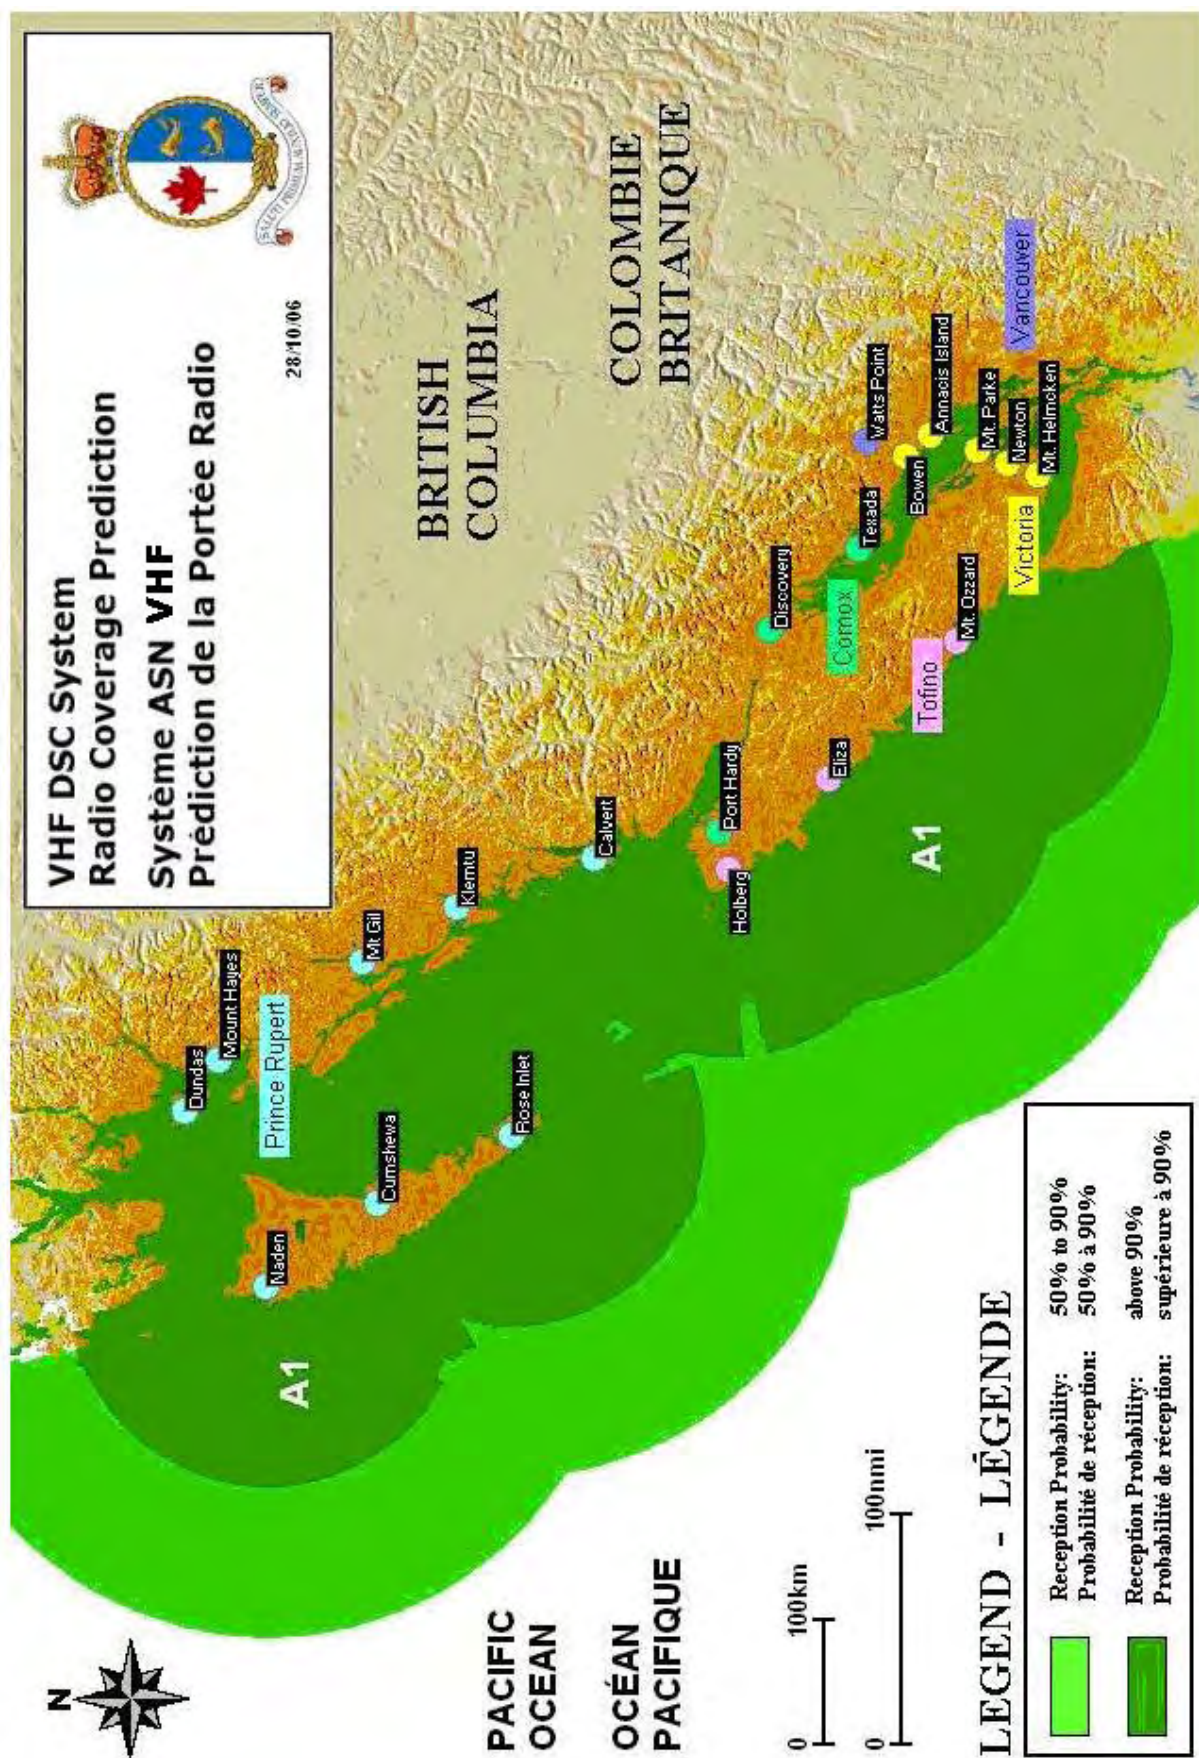 VHF DSC System
Radio Coverage Prediction
Système ASN VHF
Prédiction de la Portée Radio
28/10/06
BRITISH
COLUMBIA
COLOMBIE
BRITANIQUE
Dundas
Mount Hayes
Prince Rupert
Mt Gil
Klemtu
Calvert
Naden
Cumshewa
Rose Inlet
Port Hardy
Holberg
Eliza
Discovery
Comox
Texada
Watts Point
Bowen
Annacis Island
Mt. Parke
Newton
Mt. Helmcken
Vancouver
Victoria
Tofino
Mt. Ozzard
A1
A1
N
PACIFIC
OCEAN
OCÉAN
PACIFIQUE
0 100km
0 100nmi
LEGEND - LÉGENDE
Reception Probability: 50% to 90%
Probabilité de réception: 50% à 90%
Reception Probability: above 90%
Probabilité de réception: supérieure à 90%